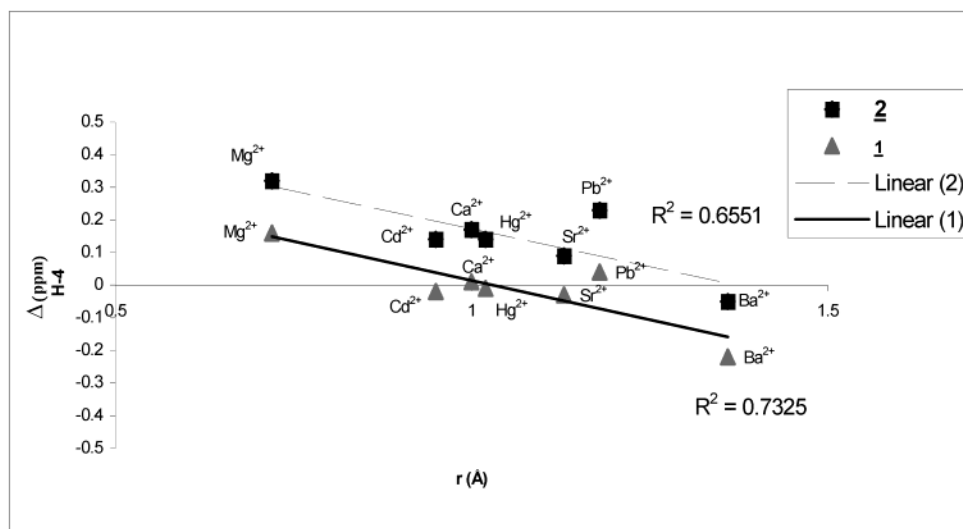 2
1
Linear (2)
Linear (1)
0.5
0.4
0.3
0.2
0.1
0
-0.1
-0.2
-0.3
-0.4
-0.5
Δ (ppm)
H-4
0.5
1
1.5
r (Å)
Mg²⁺
Cd²⁺
Ca²⁺
Hg²⁺
Sr²⁺
Pb²⁺
Ba²⁺
R² = 0.6551
Mg²⁺
Cd²⁺
Ca²⁺
Hg²⁺
Sr²⁺
Pb²⁺
Ba²⁺
R² = 0.7325